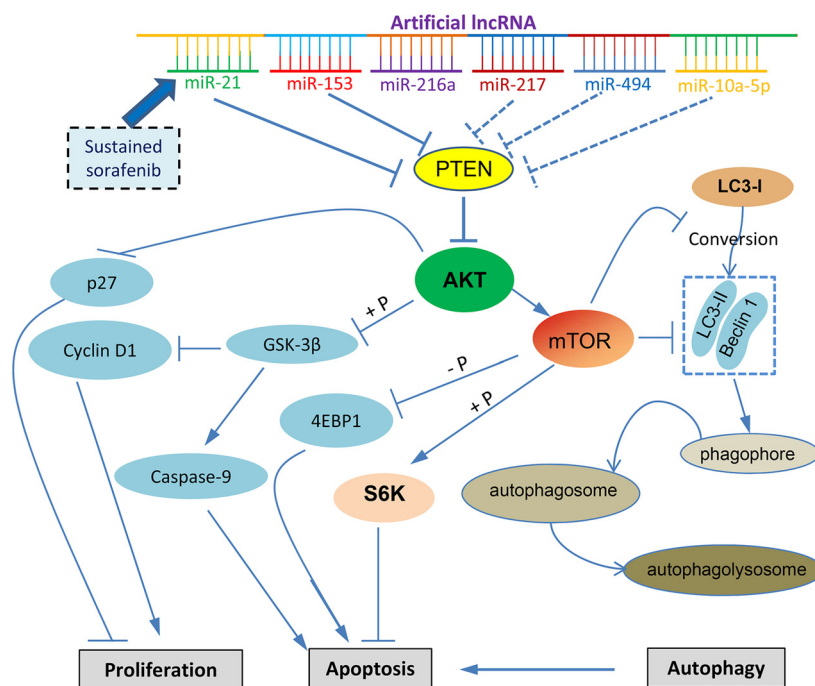 Artificial lncRNA
miR-21
miR-153
miR-216a
miR-217
miR-494
miR-10a-5p
Sustained
sorafenib
PTEN
LC3-I
Conversion
p27
AKT
+ P
LC3-II
Beclin 1
Cyclin D1
GSK-3β
mTOR
- P
+ P
4EBP1
phagophore
Caspase-9
S6K
autophagosome
autophagolysosome
Proliferation
Apoptosis
Autophagy